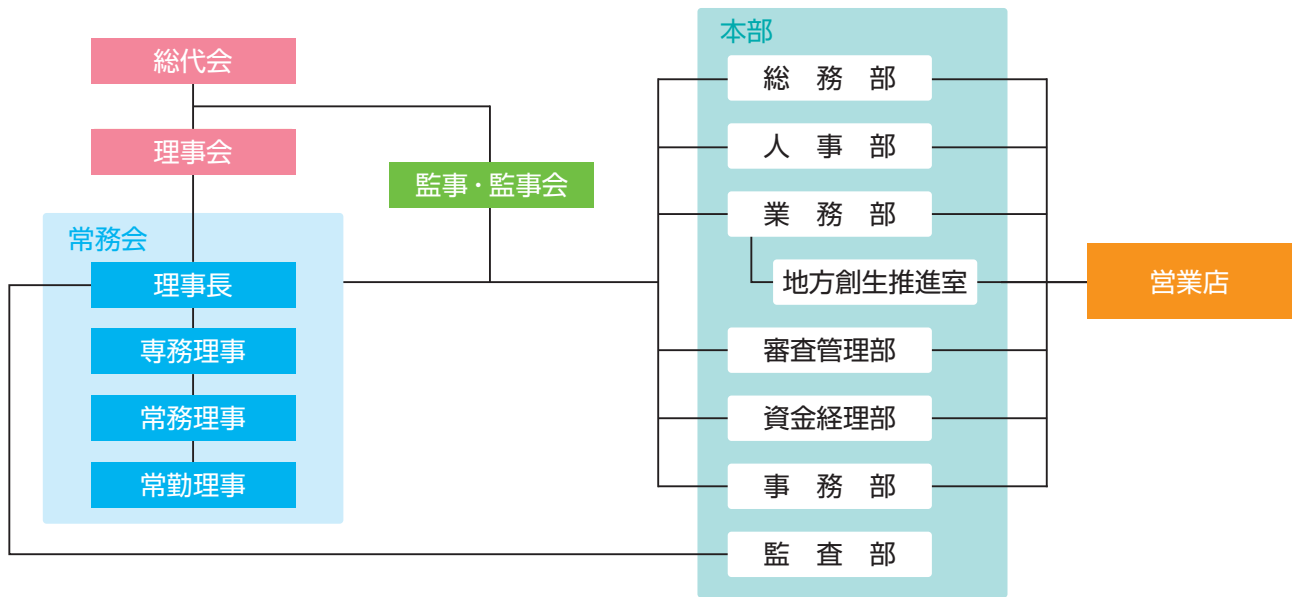 総代会
理事会
監事・監事会
常務会
理事長
専務理事
常務理事
常勤理事
本部
総　務　部
人　事　部
業　務　部
地方創生推進室
審査管理部
資金経理部
事　務　部
監　査　部
営業店